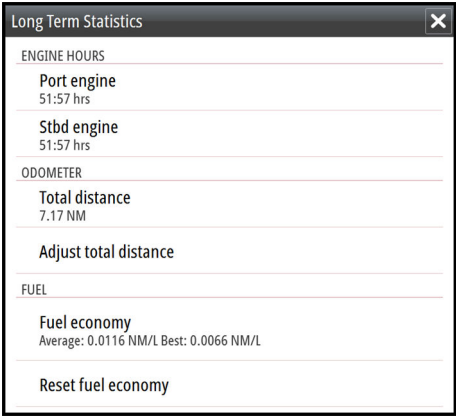 Long Term Statistics
ENGINE HOURS
Port engine
51:57 hrs
Stbd engine
51:57 hrs
ODOMETER
Total distance
7.17 NM
Adjust total distance
FUEL
Fuel economy
Average: 0.0116 NM/L Best: 0.0066 NM/L
Reset fuel economy